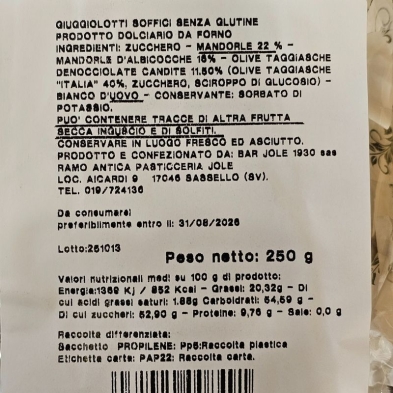 GIUGGIOLOTTI SOFFICI SENZA GLUTINE
PRODOTTO DOLCIARIO DA FORNO
INGREDIENTI: ZUCCHERO - MANDORLE 22 % -
MANDORLE D'ALBICOCCHE 16% - OLIVE TAGGIASCHE
DENOCCIOLATE CANDITE 11.50% (OLIVE TAGGIASCHE
"ITALIA" 40%, ZUCCHERO, SCIROPPO DI GLUCOSIO) -
BIANCO D'UOVO - CONSERVANTE: SORBATO DI
POTASSIO.
PUO' CONTENERE TRACCE DI ALTRA FRUTTA
SECCA INGUSCIO E DI SOLFITI.
CONSERVARE IN LUOGO FRESCO ED ASCIUTTO.
PRODOTTO E CONFEZIONATO DA: BAR JOLE 1930 sas
RAMO ANTICA PASTICCERIA JOLE
LOC. AICARDI 9 17046 SASSELLO (SV).
TEL. 019/724136
Da consumarsi
preferibilmente entro il: 31/08/2026
Lotto:261013
Peso netto: 250 g
Valori nutrizionali medi su 100 g di prodotto:
Energia:1369 Kj / 852 Kcal - Grassi: 20,32g - Di
cui acidi grassi saturi: 1.88g Carboidrati: 54,59 g -
Di cui zuccheri: 52,90 g - Proteine: 9,76 g - Sale: 0,0 g
Raccolta differenziata:
Sacchetto PROPILENE: Pp5:Raccolta plastica
Etichetta carta: PAP22: Raccolta carta.